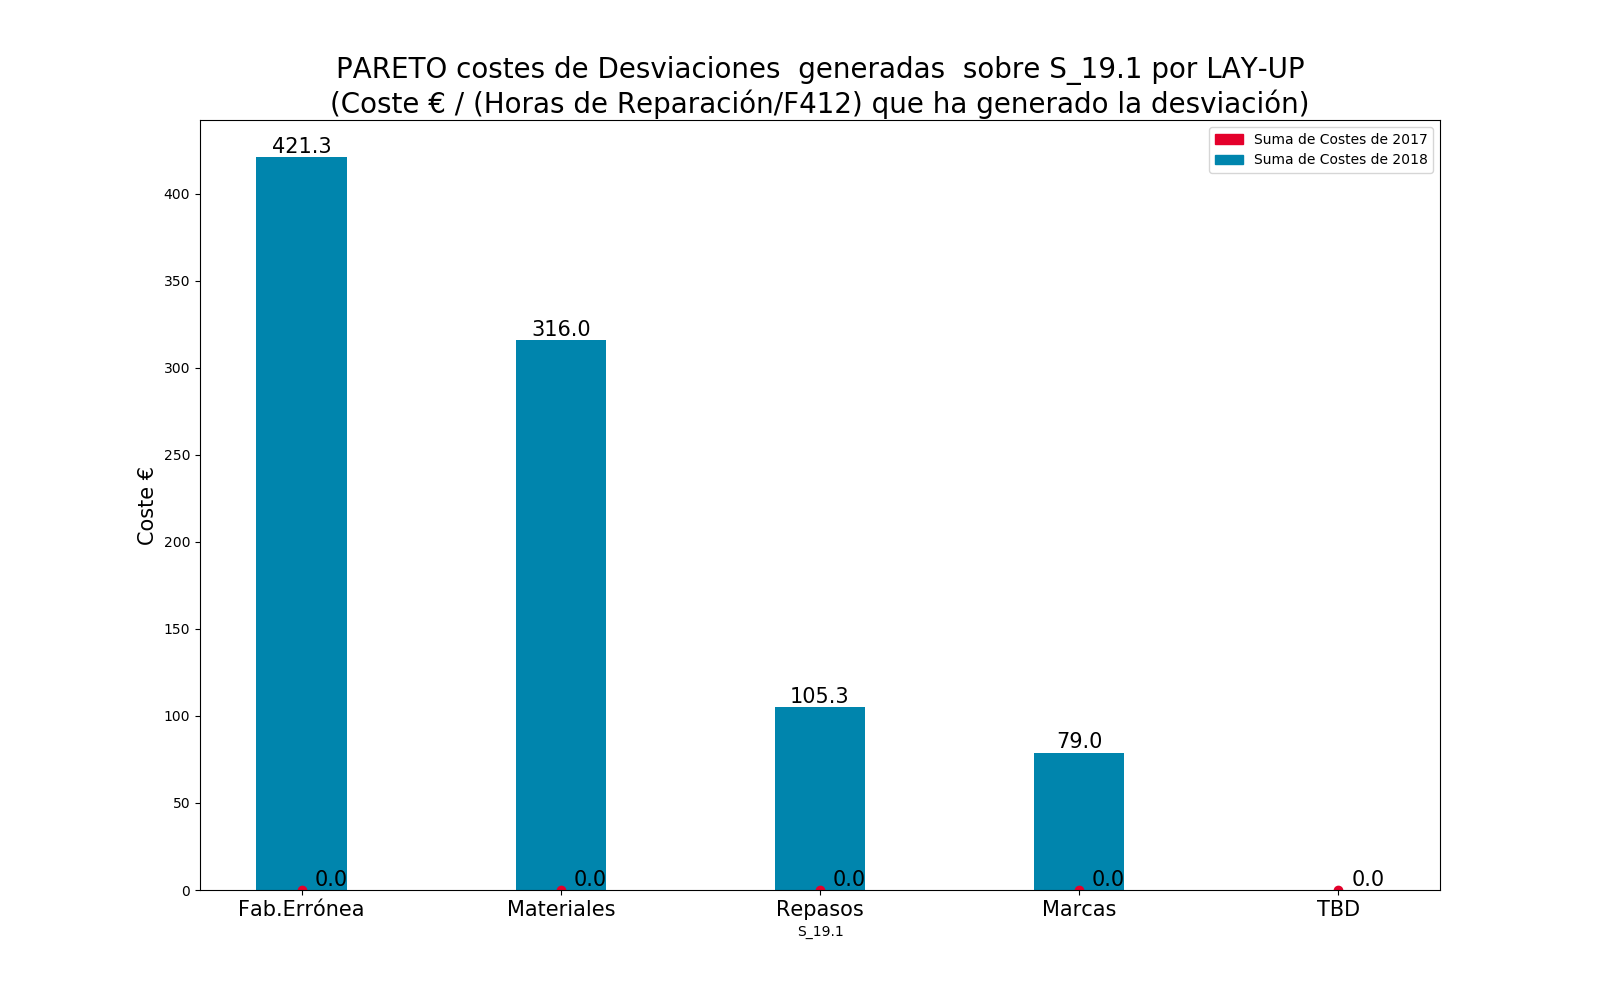 PARETO costes de Desviaciones  generadas  sobre S_19.1 por LAY-UP
(Coste € / (Horas de Reparación/F412) que ha generado la desviación)
Suma de Costes de 2017
Suma de Costes de 2018
421.3
316.0
105.3
79.0
0.0
0.0
0.0
0.0
0.0
400
350
300
250
200
150
100
50
0
Coste €
Fab.Errónea
Materiales
Repasos
Marcas
TBD
S_19.1